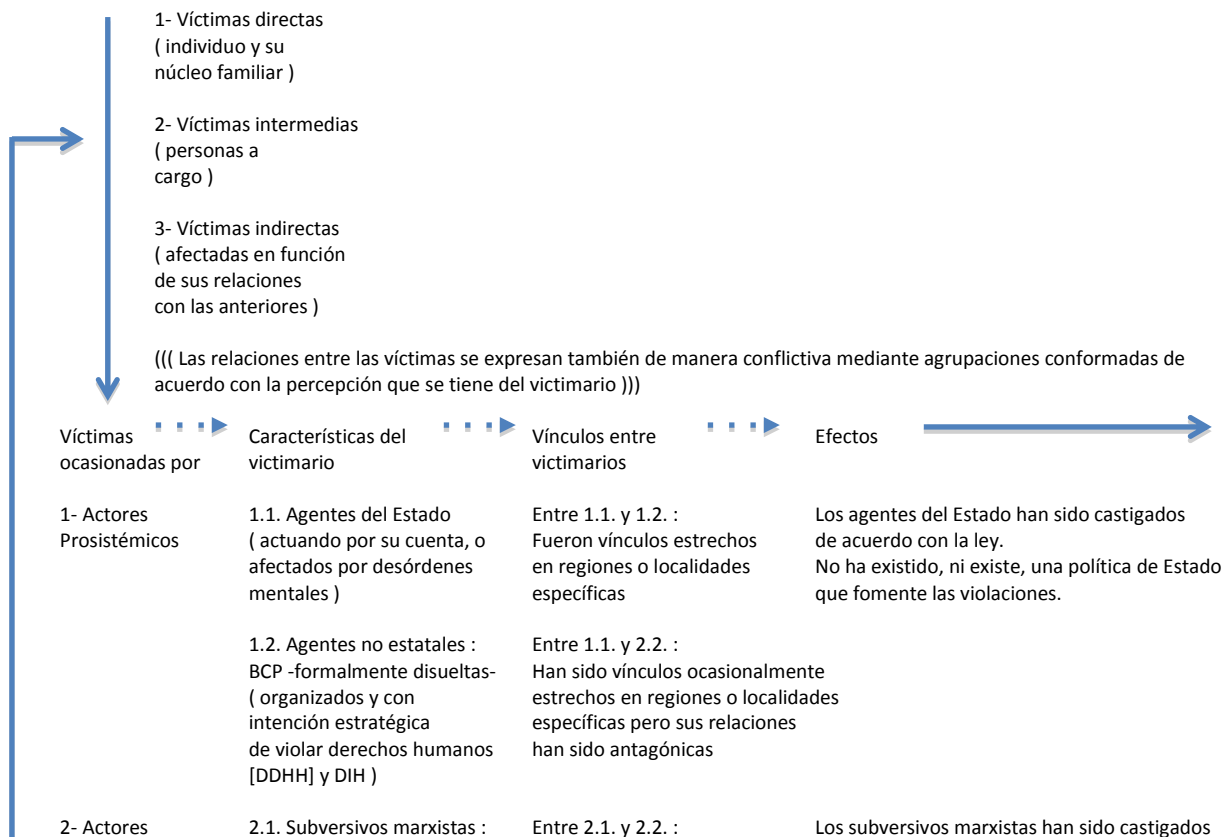 1- Víctimas directas
( individuo y su
núcleo familiar )
2- Víctimas intermedias
( personas a
cargo )
3- Víctimas indirectas
( afectadas en función
de sus relaciones
con las anteriores )
((( Las relaciones entre las víctimas se expresan también de manera conflictiva mediante agrupaciones conformadas de
acuerdo con la percepción que se tiene del victimario )))
Víctimas
ocasionadas por
Características del
victimario
Vínculos entre
victimarios
Efectos
1- Actores
Prosistémicos
1.1. Agentes del Estado
( actuando por su cuenta, o
afectados por desórdenes
mentales )
Entre 1.1. y 1.2. :
Fueron vínculos estrechos
en regiones o localidades
específicas
Los agentes del Estado han sido castigados
de acuerdo con la ley.
No ha existido, ni existe, una política de Estado
que fomente las violaciones.
1.2. Agentes no estatales :
BCP -formalmente disueltas-
( organizados y con
intención estratégica
de violar derechos humanos
[DDHH] y DIH )
Entre 1.1. y 2.2. :
Han sido vínculos ocasionalmente
estrechos en regiones o localidades
específicas pero sus relaciones
han sido antagónicas
2- Actores
2.1. Subversivos marxistas :
Entre 2.1. y 2.2. :
Los subversivos marxistas han sido castigados